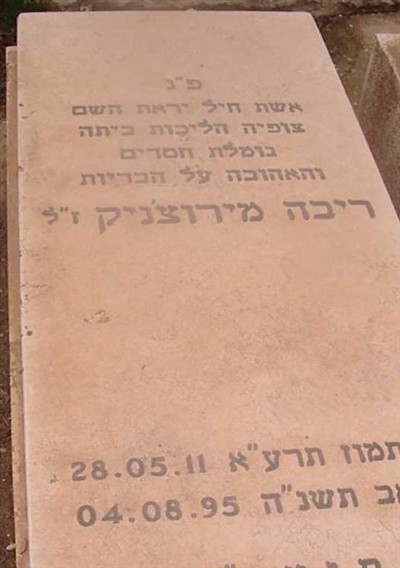 פ"נ
אשת חיל יראת השם
צופיה הליכות ביתה
גומלת חסדים
והאהובה על הבריות
ריבה מירוצ'ניק ז"ל
תמוז תרע"א 28.05.11
אב תשנ"ה 04.08.95